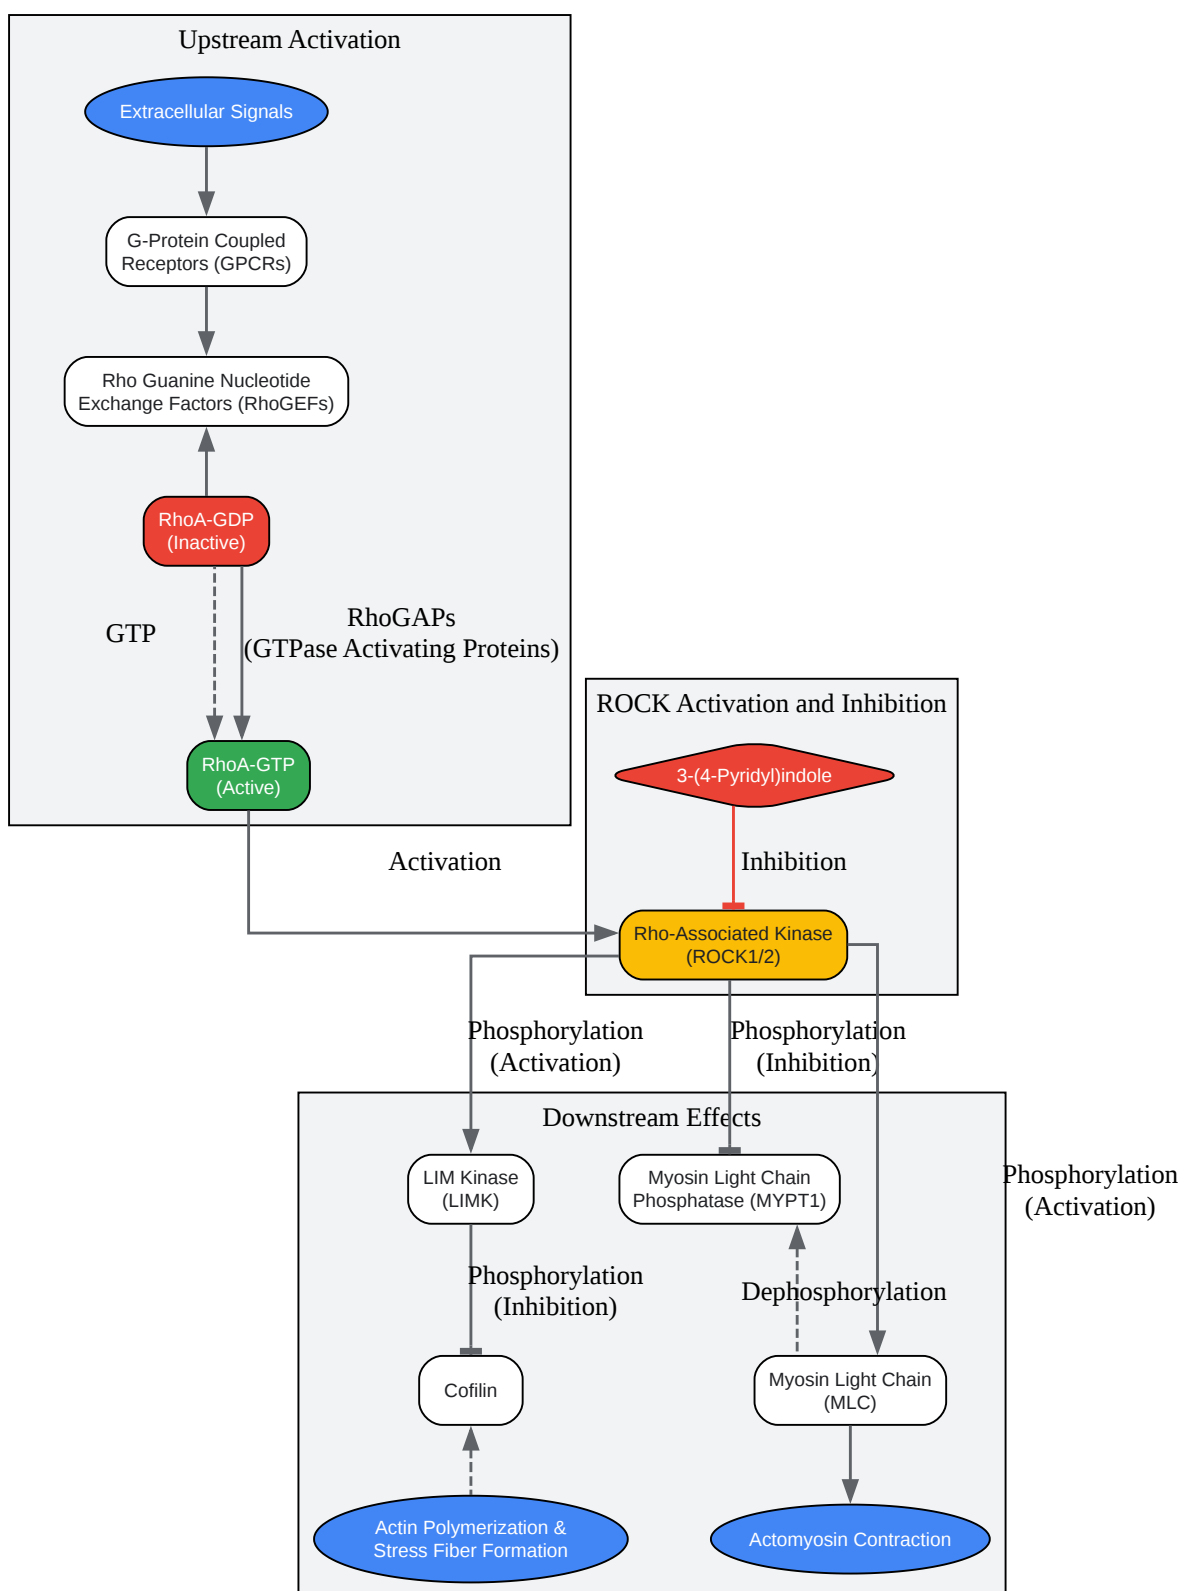 Upstream Activation
Extracellular Signals
G-Protein Coupled
Receptors (GPCRs)
Rho Guanine Nucleotide
Exchange Factors (RhoGEFs)
RhoA-GDP
(Inactive)
GTP
RhoGAPs
(GTPase Activating Proteins)
RhoA-GTP
(Active)
ROCK Activation and Inhibition
3-(4-Pyridyl)indole
Activation
Inhibition
Rho-Associated Kinase
(ROCK1/2)
Phosphorylation
(Activation)
Phosphorylation
(Inhibition)
Downstream Effects
LIM Kinase
(LIMK)
Myosin Light Chain
Phosphatase (MYPT1)
Phosphorylation
(Activation)
Phosphorylation
(Inhibition)
Dephosphorylation
Cofilin
Myosin Light Chain
(MLC)
Actin Polymerization &
Stress Fiber Formation
Actomyosin Contraction